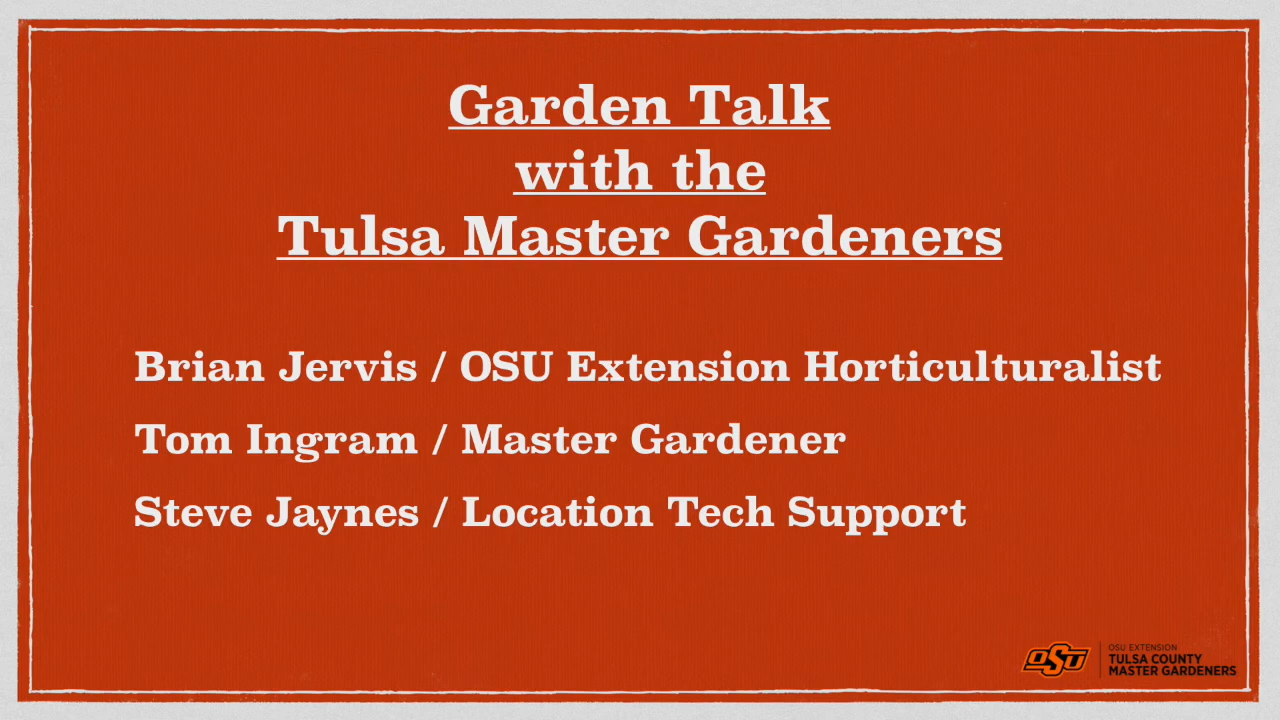 Garden Talk
with the
Tulsa Master Gardeners
Brian Jervis / OSU Extension Horticulturalist
Tom Ingram / Master Gardener
Steve Jaynes / Location Tech Support
OSU
OSU EXTENSION
TULSA COUNTY
MASTER GARDENERS